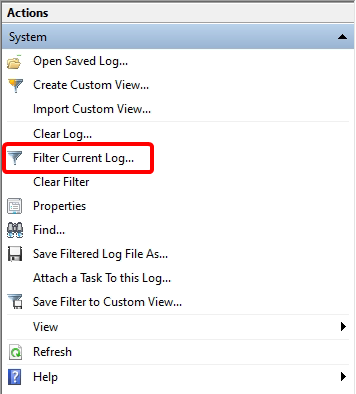 Actions
System
Open Saved Log...
Create Custom View...
Import Custom View...
Clear Log...
Filter Current Log...
Clear Filter
Properties
Find...
Save Filtered Log File As...
Attach a Task To this Log...
Save Filter to Custom View...
View
Refresh
Help